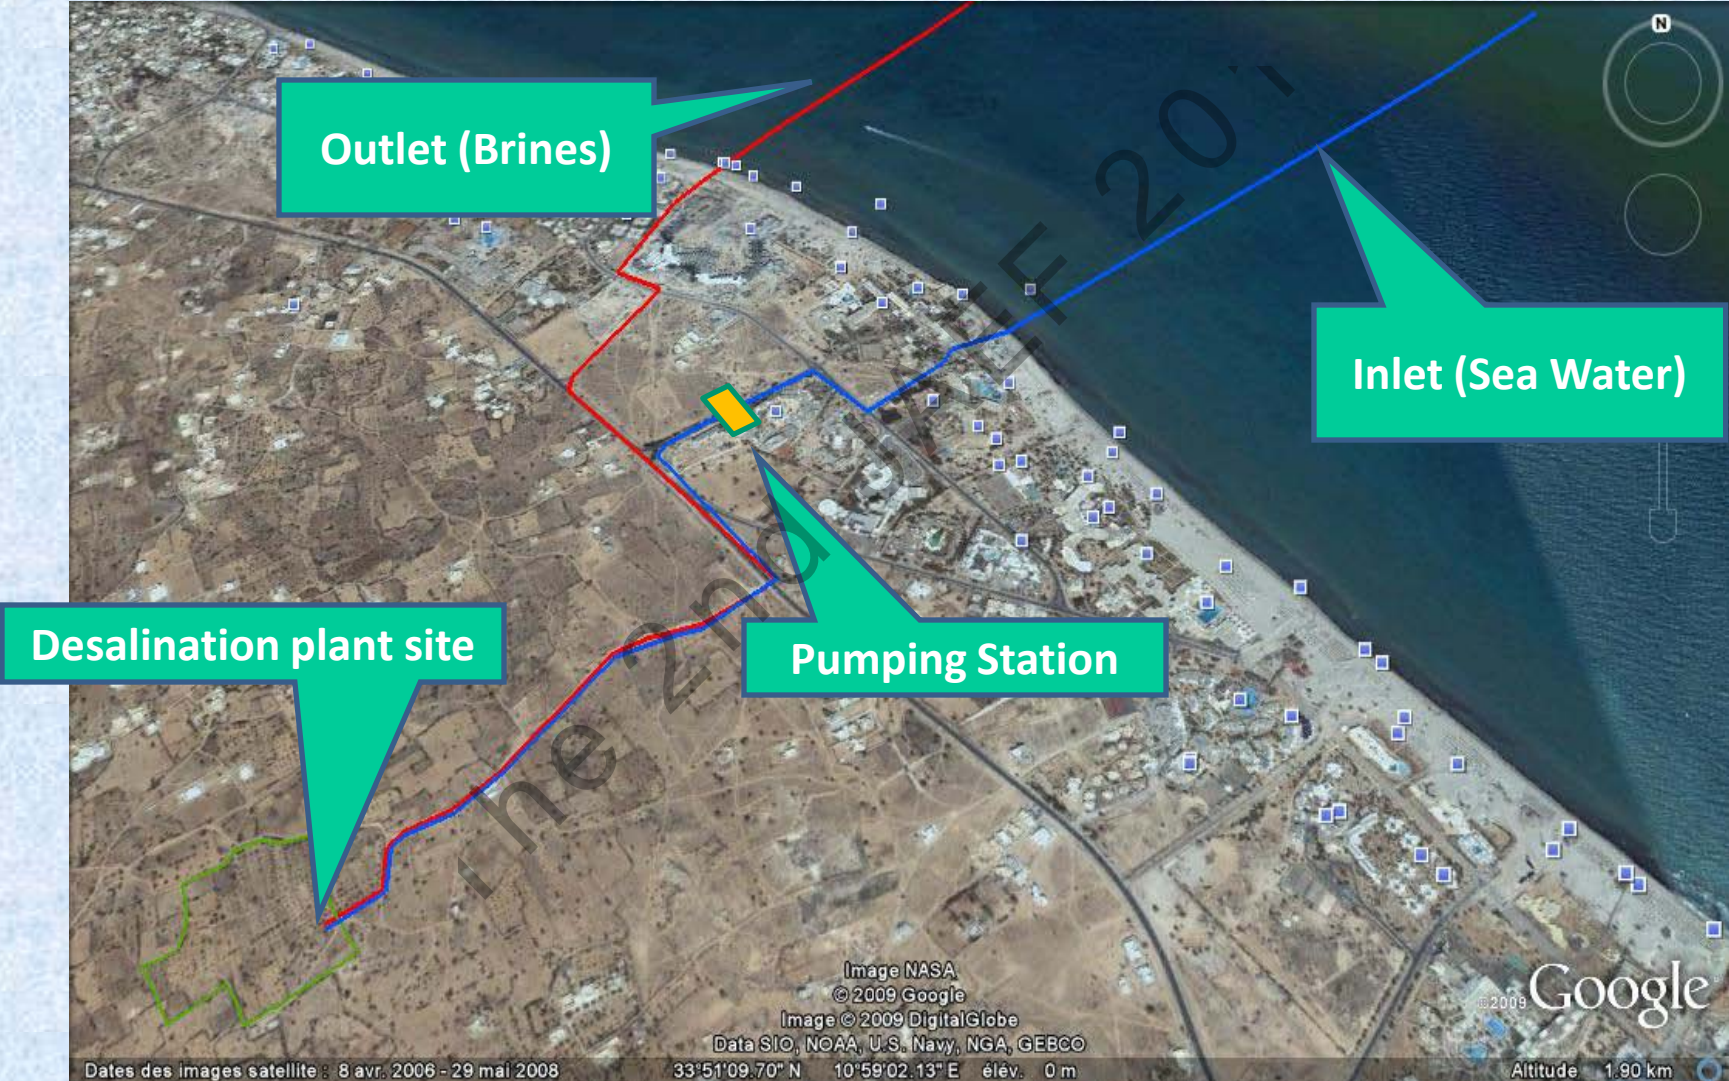 N
Outlet (Brines)
Inlet (Sea Water)
Desalination plant site
Pumping Station
Image NASA
© 2009 Google
Image © 2009 DigitalGlobe
Data SIO, NOAA, U.S. Navy, NGA, GEBCO
©2009 Google
Dates des images satellite : 8 avr. 2006 - 29 mai 2008 33°51'09.70" N 10°59'02.13" E élév. 0 m Altitude 1.90 km
The 2nd